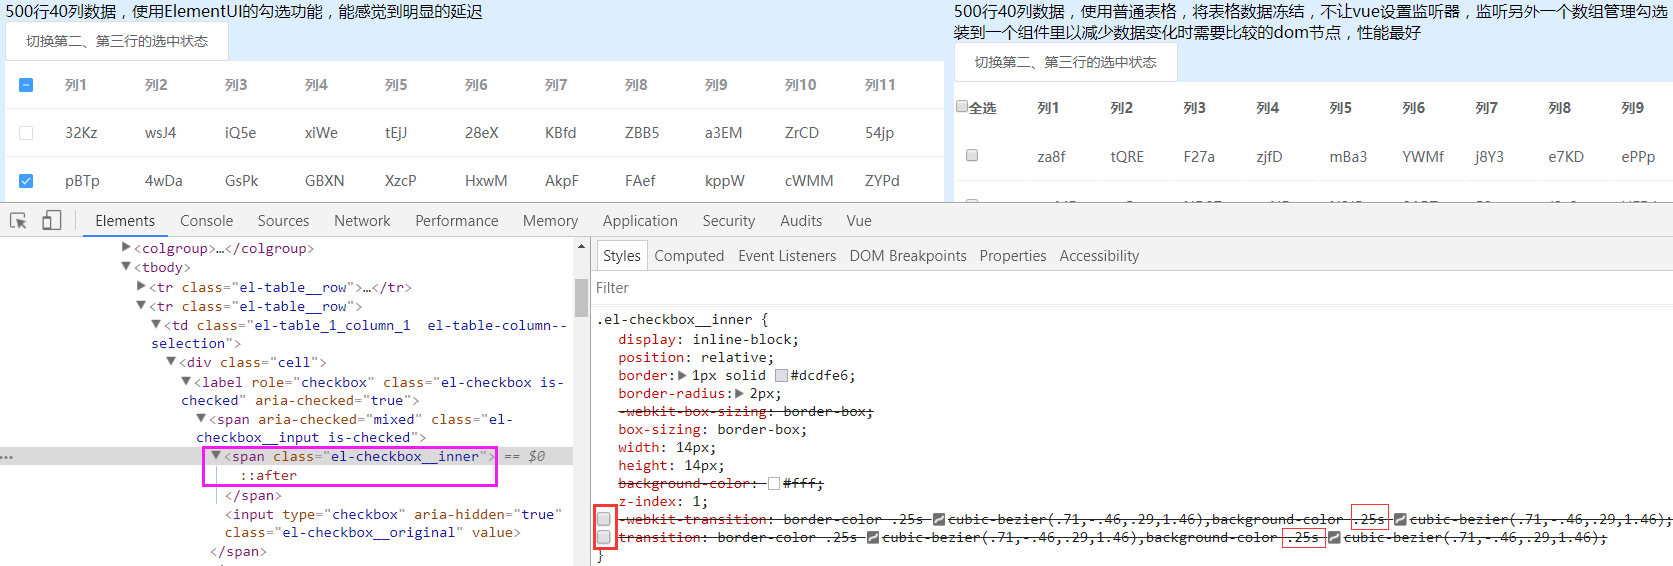 500行40列数据，使用ElementUI的勾选功能，能感觉到明显的延迟
切换第二、第三行的选中状态
列1 列2 列3 列4 列5 列6 列7 列8 列9 列10 列11
32Kz wsJ4 iQ5e xiWe tEjJ 28eX KBfd ZBB5 a3EM ZrCD 54jp
pBTp 4wDa GsPk GBXN XzcP HxwM AkpF FAef kppW cWMM ZYPd
500行40列数据，使用普通表格，将表格数据冻结，不让vue设置监听器，监听另外一个数组管理勾选
装到一个组件里以减少数据变化时需要比较的dom节点，性能最好
切换第二、第三行的选中状态
全选 列1 列2 列3 列4 列5 列6 列7 列8 列9
za8f tQRE F27a zjfD mBa3 YWMf j8Y3 e7KD ePPp
Elements Console Sources Network Performance Memory Application Security Audits Vue
<colgroup>…</colgroup>
<tbody>
<tr class="el-table__row">…</tr>
<tr class="el-table__row">
<td class="el-table_1_column_1  el-table-column--
selection">
<div class="cell">
<label role="checkbox" class="el-checkbox is-
checked" aria-checked="true">
<span aria-checked="mixed" class="el-
checkbox__input is-checked">
… <span class="el-checkbox__inner"> == $0
::after
</span>
<input type="checkbox" aria-hidden="true"
class="el-checkbox__original" value>
</span>
Styles Computed Event Listeners DOM Breakpoints Properties Accessibility
Filter
.el-checkbox__inner {
display: inline-block;
position: relative;
border: 1px solid #dcdfe6;
border-radius: 2px;
-webkit-box-sizing: border-box;
box-sizing: border-box;
width: 14px;
height: 14px;
background-color: #fff;
z-index: 1;
-webkit-transition: border-color .25s cubic-bezier(.71,-.46,.29,1.46),background-color .25s cubic-bezier(.71,-.46,.29,1.46);
transition: border-color .25s cubic-bezier(.71,-.46,.29,1.46),background-color .25s cubic-bezier(.71,-.46,.29,1.46);
}